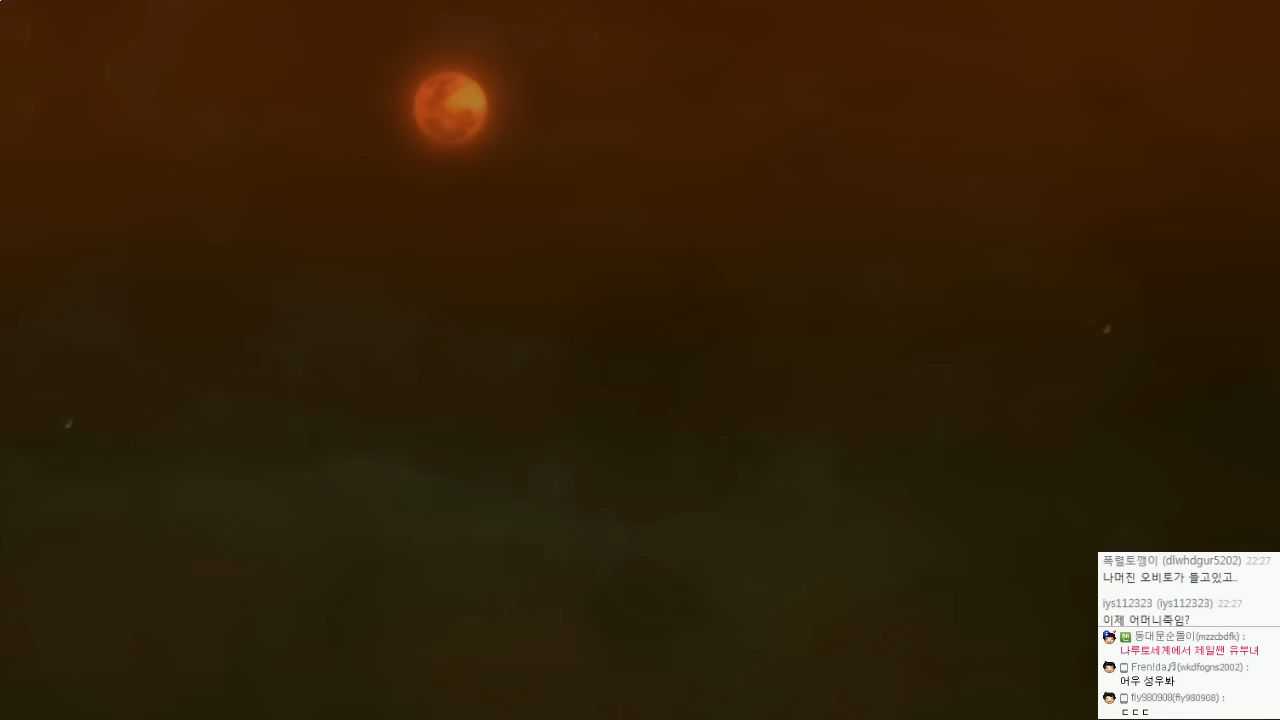 폭렬토깽이 (dlwhdgur5202) 22:27
나머진 오비토가 들고있고..
iys112323 (iys112323) 22:27
이제 어머니죽임?
팬 동대문순돌이(mzzcbdfk) :
나루토세계에서 제일쌘 유부녀
Fren!da♬(wkdfogns2002) :
어우 성우봐
fly980908(fly980908) :
ㄷㄷㄷ